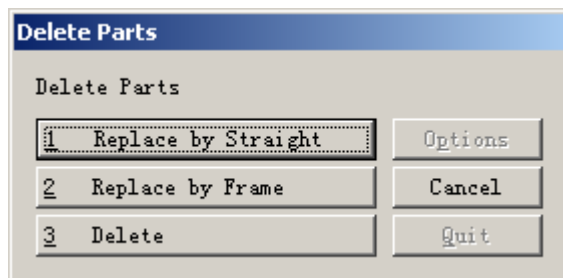 Delete Parts
Delete Parts
1 Replace by Straight
Options
2 Replace by Frame
Cancel
3 Delete
Quit